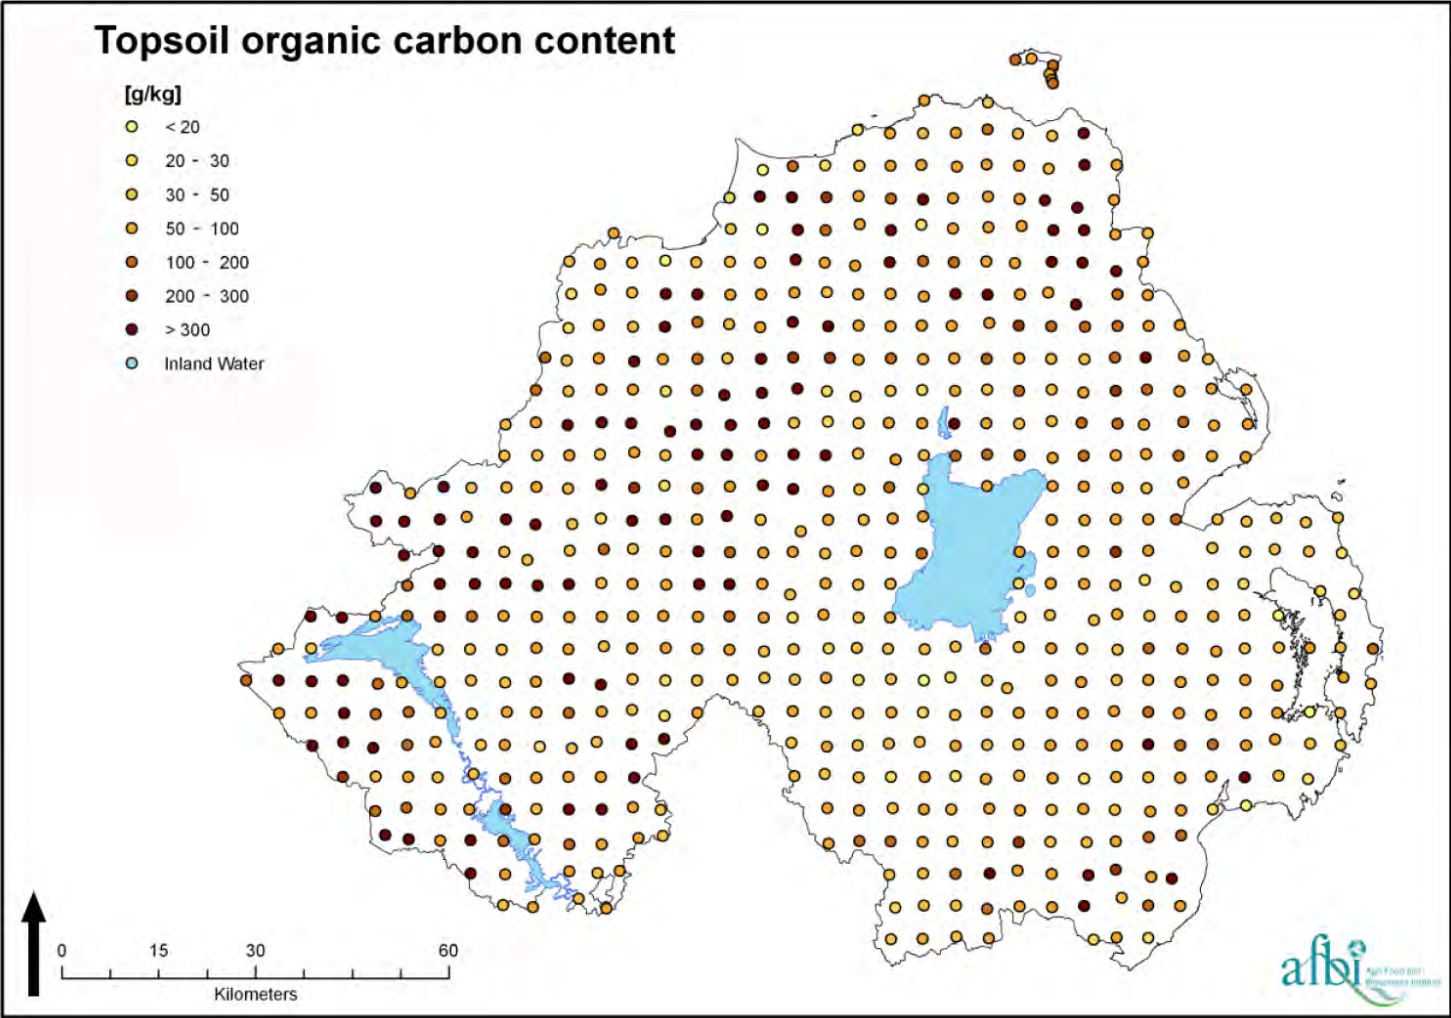 Topsoil organic carbon content
[g/kg]
< 20
20 - 30
30 - 50
50 - 100
100 - 200
200 - 300
> 300
Inland Water
0 15 30 60
Kilometers
afbi